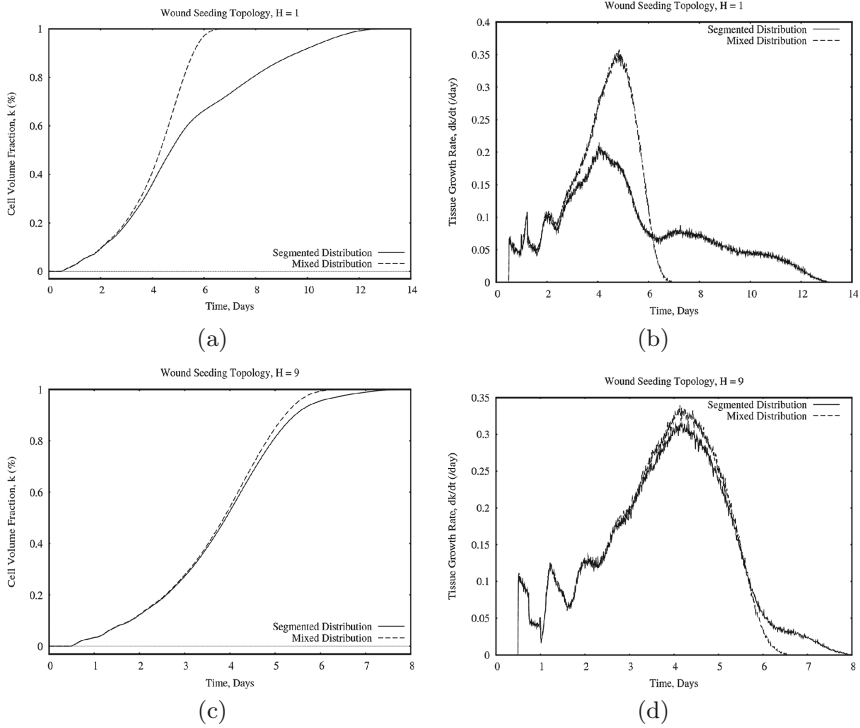 Wound Seeding Topology, H = 1
Cell Volume Fraction, k (%)
1
0.8
0.6
0.4
0.2
0
Segmented Distribution
Mixed Distribution
0 2 4 6 8 10 12 14
Time, Days
(a)
Wound Seeding Topology, H = 1
Tissue Growth Rate, dk/dt (/day)
0.4
0.35
0.3
0.25
0.2
0.15
0.1
0.05
0
Segmented Distribution
Mixed Distribution
0 2 4 6 8 10 12 14
Time, Days
(b)
Wound Seeding Topology, H = 9
Cell Volume Fraction, k (%)
1
0.8
0.6
0.4
0.2
0
Segmented Distribution
Mixed Distribution
0 1 2 3 4 5 6 7 8
Time, Days
(c)
Wound Seeding Topology, H = 9
Tissue Growth Rate, dk/dt (/day)
0.35
0.3
0.25
0.2
0.15
0.1
0.05
0
Segmented Distribution
Mixed Distribution
0 1 2 3 4 5 6 7 8
Time, Days
(d)